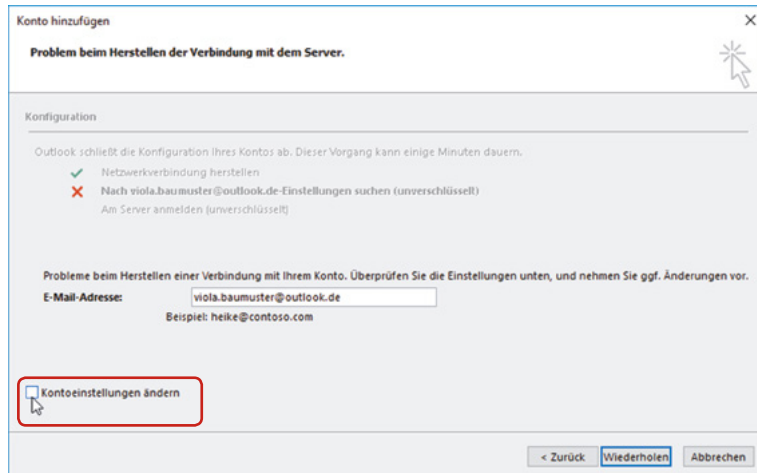 Konto hinzufügen
Problem beim Herstellen der Verbindung mit dem Server.
Konfiguration
Outlook schließt die Konfiguration Ihres Kontos ab. Dieser Vorgang kann einige Minuten dauern.
Netzwerkverbindung herstellen
Nach viola.baumuster@outlook.de-Einstellungen suchen (unverschlüsselt)
Am Server anmelden (unverschlüsselt)
Probleme beim Herstellen einer Verbindung mit Ihrem Konto. Überprüfen Sie die Einstellungen unten, und nehmen Sie ggf. Änderungen vor.
E-Mail-Adresse: viola.baumuster@outlook.de
Beispiel: heike@contoso.com
Kontoeinstellungen ändern
< Zurück Wiederholen Abbrechen